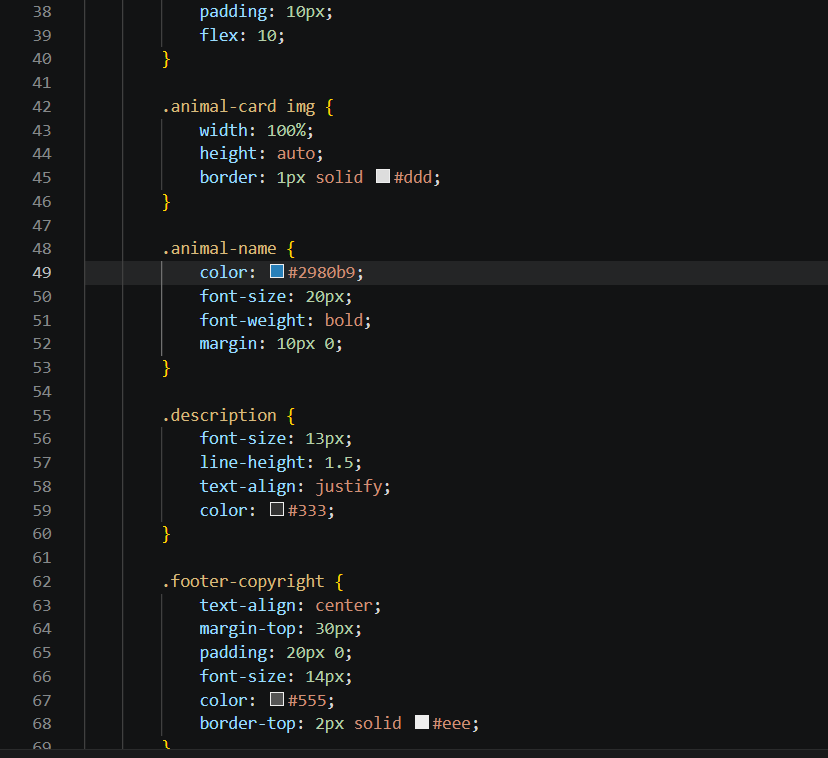 38 padding: 10px;
39 flex: 10;
40 }
41
42 .animal-card img {
43 width: 100%;
44 height: auto;
45 border: 1px solid #ddd;
46 }
47
48 .animal-name {
49 color: #2980b9;
50 font-size: 20px;
51 font-weight: bold;
52 margin: 10px 0;
53 }
54
55 .description {
56 font-size: 13px;
57 line-height: 1.5;
58 text-align: justify;
59 color: #333;
60 }
61
62 .footer-copyright {
63 text-align: center;
64 margin-top: 30px;
65 padding: 20px 0;
66 font-size: 14px;
67 color: #555;
68 border-top: 2px solid #eee;
69 }